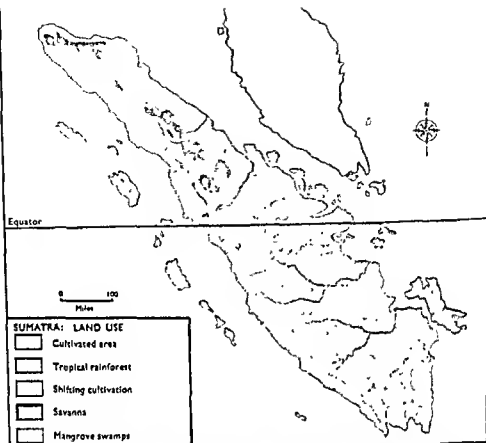 N
Equator
0 100
Miles
SUMATRA: LAND USE
Cultivated area
Tropical rainforest
Shifting cultivation
Savanna
Mangrove swamps